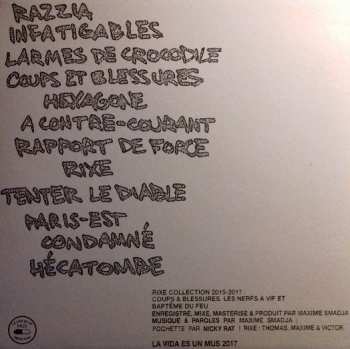 RAZZIA
INFATIGABLES
LARMES DE CROCODILE
COUPS ET BLESSURES
HEXAGONE
A CONTRE-COURANT
RAPPORT DE FORCE
RIXE
TENTER LE DIABLE
PARIS-EST
CONDAMNÉ
HÉCATOMBE
RIXE COLLECTION 2015-2017
COUPS & BLESSURES, LES NERFS A VIF ET
BAPTÊME DU FEU
ENREGISTRÉ, MIXÉ, MASTERISÉ & PRODUIT PAR MAXIME SMADJA
MUSIQUE & PAROLES PAR MAXIME SMADJA
POCHETTE PAR NICKY RAT / RIXE : THOMAS, MAXIME & VICTOR
LA VIDA ES UN MUS 2017